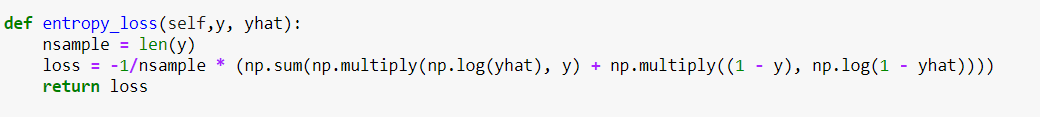 def entropy_loss(self,y, yhat):
    nsample = len(y)
    loss = -1/nsample * (np.sum(np.multiply(np.log(yhat), y) + np.multiply((1 - y), np.log(1 - yhat))))
    return loss